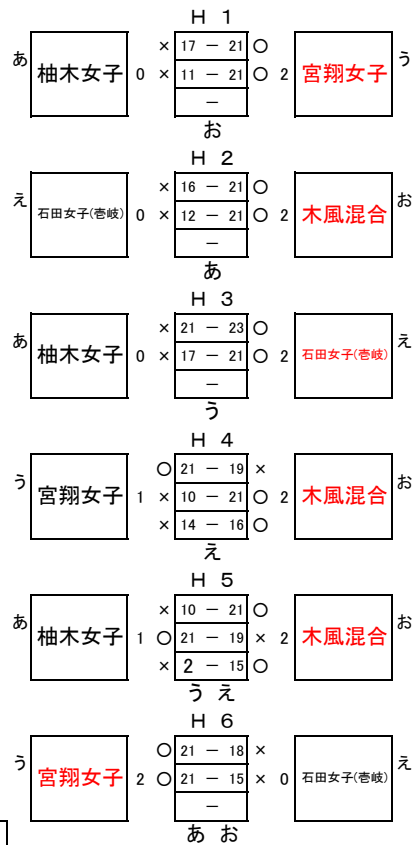 H 1
あ 柚木女子 0 × 17 － 21 ○ 2 宮翔女子 う
× 11 － 21 ○
－
お
H 2
え 石田女子(壱岐) 0 × 16 － 21 ○ 2 木風混合 お
× 12 － 21 ○
－
あ
H 3
あ 柚木女子 0 × 21 － 23 ○ 2 石田女子(壱岐) え
× 17 － 21 ○
－
う
H 4
う 宮翔女子 1 ○ 21 － 19 × 2 木風混合 お
× 10 － 21 ○
× 14 － 16 ○
え
H 5
あ 柚木女子 1 × 10 － 21 ○ 2 木風混合 お
○ 21 － 19 ×
× 2 － 15 ○
う え
H 6
う 宮翔女子 2 ○ 21 － 18 × 0 石田女子(壱岐) え
○ 21 － 15 ×
－
あ お